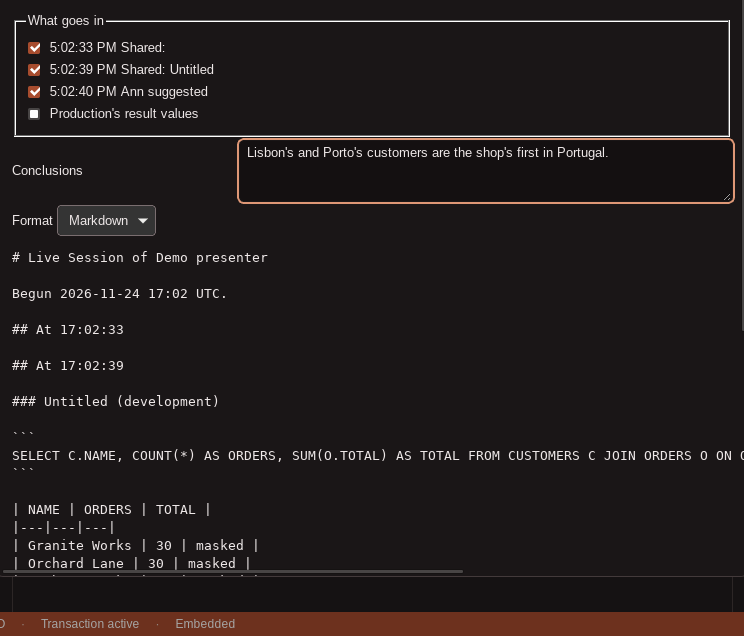 What goes in
5:02:33 PM Shared:
5:02:39 PM Shared: Untitled
5:02:40 PM Ann suggested
Production's result values
Conclusions
Lisbon's and Porto's customers are the shop's first in Portugal.
Format Markdown
# Live Session of Demo presenter
Begun 2026-11-24 17:02 UTC.
## At 17:02:33
## At 17:02:39
### Untitled (development)
```
SELECT C.NAME, COUNT(*) AS ORDERS, SUM(O.TOTAL) AS TOTAL FROM CUSTOMERS C JOIN ORDERS O ON
```
| NAME | ORDERS | TOTAL |
|---|---|---|
| Granite Works | 30 | masked |
| Orchard Lane | 30 | masked |
· Transaction active · Embedded